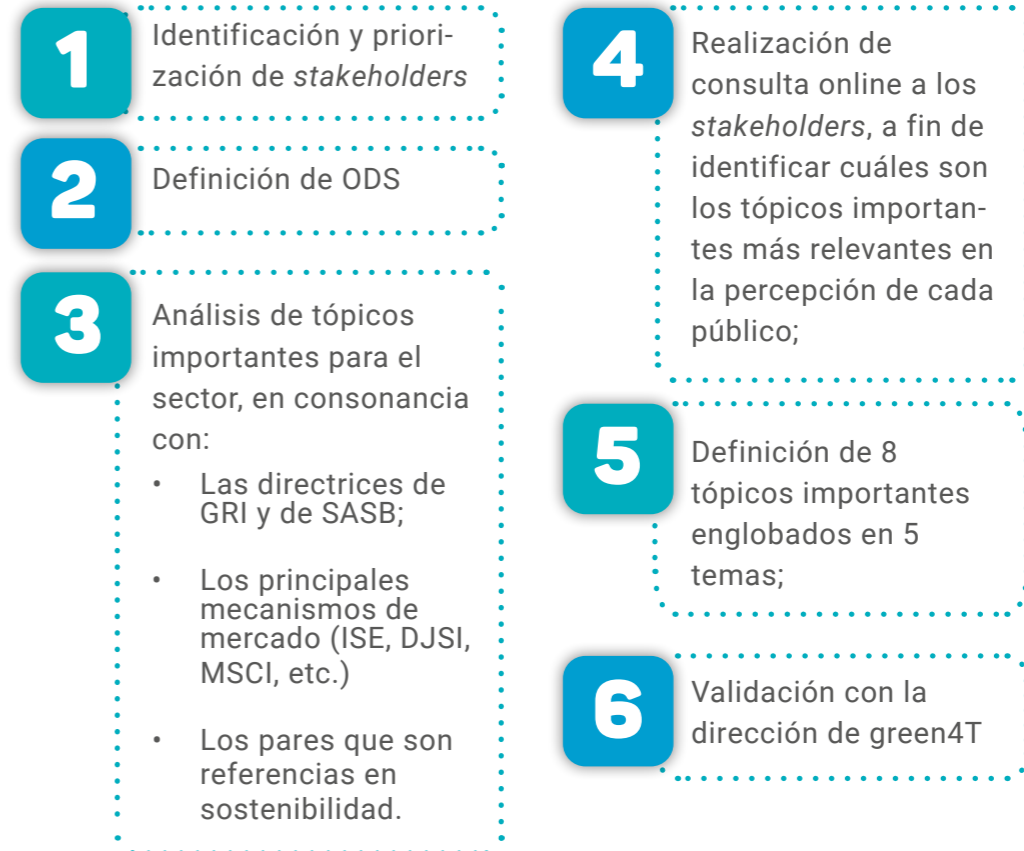 1
Identificación y priori-
zación de stakeholders
2
Definición de ODS
3
Análisis de tópicos
importantes para el
sector, en consonancia
con:
• Las directrices de
GRI y de SASB;
• Los principales
mecanismos de
mercado (ISE, DJSI,
MSCI, etc.)
• Los pares que son
referencias en
sostenibilidad.
4
Realización de
consulta online a los
stakeholders, a fin de
identificar cuáles son
los tópicos importan-
tes más relevantes en
la percepción de cada
público;
5
Definición de 8
tópicos importantes
englobados en 5
temas;
6
Validación con la
dirección de green4T